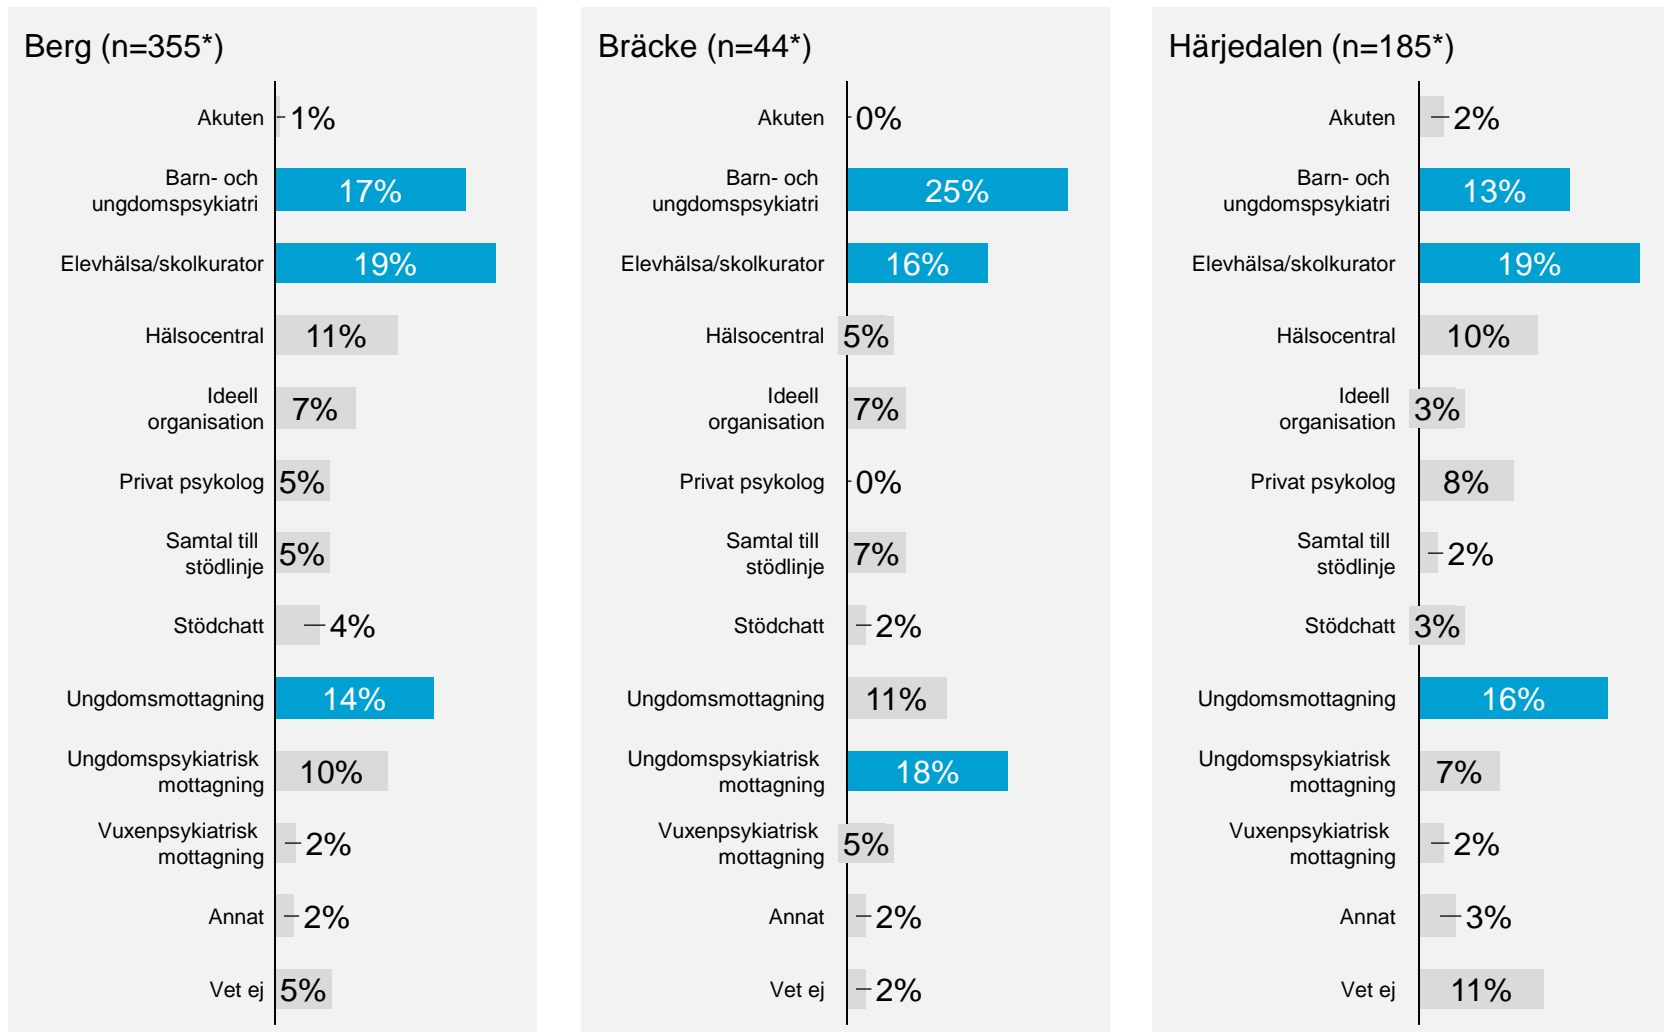 Berg (n=355*)
Akuten 1%
Barn- och
ungdomspsykiatri 17%
Elevhälsa/skolkurator 19%
Hälsocentral 11%
Ideell
organisation 7%
Privat psykolog 5%
Samtal till
stödlinje 5%
Stödchatt 4%
Ungdomsmottagning 14%
Ungdomspsykiatrisk
mottagning 10%
Vuxenpsykiatrisk
mottagning 2%
Annat 2%
Vet ej 5%
Bräcke (n=44*)
Akuten 0%
Barn- och
ungdomspsykiatri 25%
Elevhälsa/skolkurator 16%
Hälsocentral 5%
Ideell
organisation 7%
Privat psykolog 0%
Samtal till
stödlinje 7%
Stödchatt 2%
Ungdomsmottagning 11%
Ungdomspsykiatrisk
mottagning 18%
Vuxenpsykiatrisk
mottagning 5%
Annat 2%
Vet ej 2%
Härjedalen (n=185*)
Akuten 2%
Barn- och
ungdomspsykiatri 13%
Elevhälsa/skolkurator 19%
Hälsocentral 10%
Ideell
organisation 3%
Privat psykolog 8%
Samtal till
stödlinje 2%
Stödchatt 3%
Ungdomsmottagning 16%
Ungdomspsykiatrisk
mottagning 7%
Vuxenpsykiatrisk
mottagning 2%
Annat 3%
Vet ej 11%